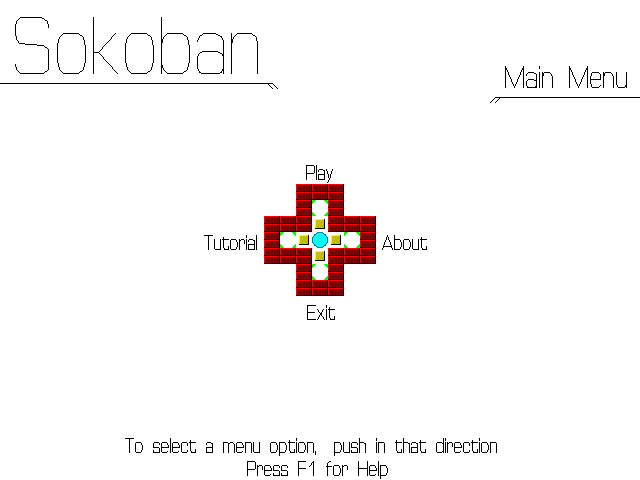 Sokoban
Main Menu
Play
Tutorial
About
Exit
To select a menu option, push in that direction
Press F1 for Help